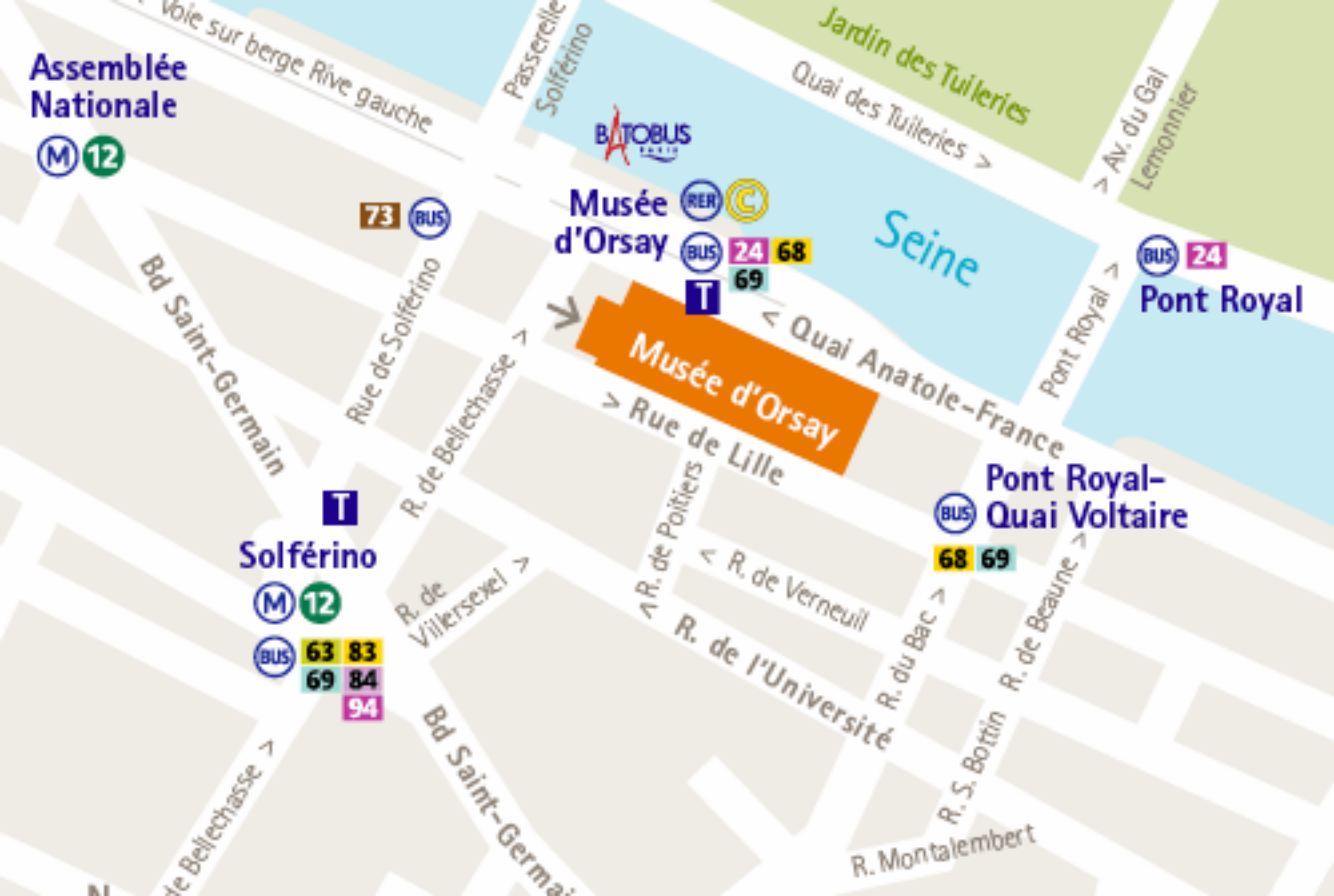 Voie sur berge Rive gauche
Passerelle
Solférino
Jardin des Tuileries
Quai des Tuileries >
> Av. du Gal
Lemonnier
Assemblée
Nationale
M 12
BATOBUS
PARIS
Musée
d'Orsay
RER C
BUS 24 68
69
T
73 BUS
Seine
BUS 24
Pont Royal
Pont Royal >
Bd Saint-Germain
Rue de Solférino
R. de Bellechasse >
Musée d'Orsay
< Quai Anatole-France
> Rue de Lille
T
Solférino
M 12
BUS 63 83
69 84
94
R. de
Villersexel >
< R. de Poitiers
< R. de Verneuil
R. de l'Université
Pont Royal-
BUS Quai Voltaire
68 69
R. du Bac >
R. de Beaune >
R. S. Bottin
R. Montalembert
Bd Saint-Germai
de Bellechasse >